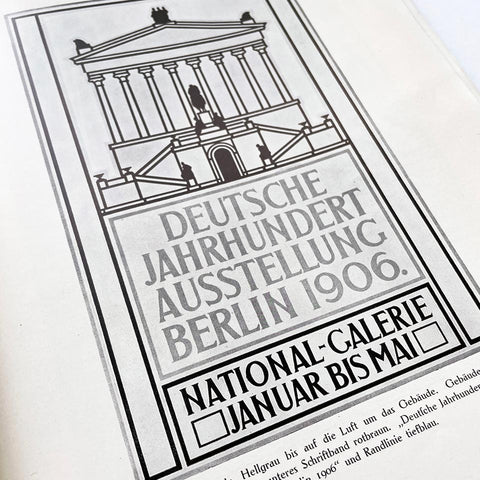 DEUTSCHE
JAHRHUNDERT
AUSSTELLUNG
BERLIN 1906.
NATIONAL-GALERIE
JANUAR BIS MAI
Hellgrau bis auf die Luft um das Gebäude. Gebäude
unteres Schriftband rotbraun. „Deutsche Jahrhundert
1906“ und Randlinie tiefblau.